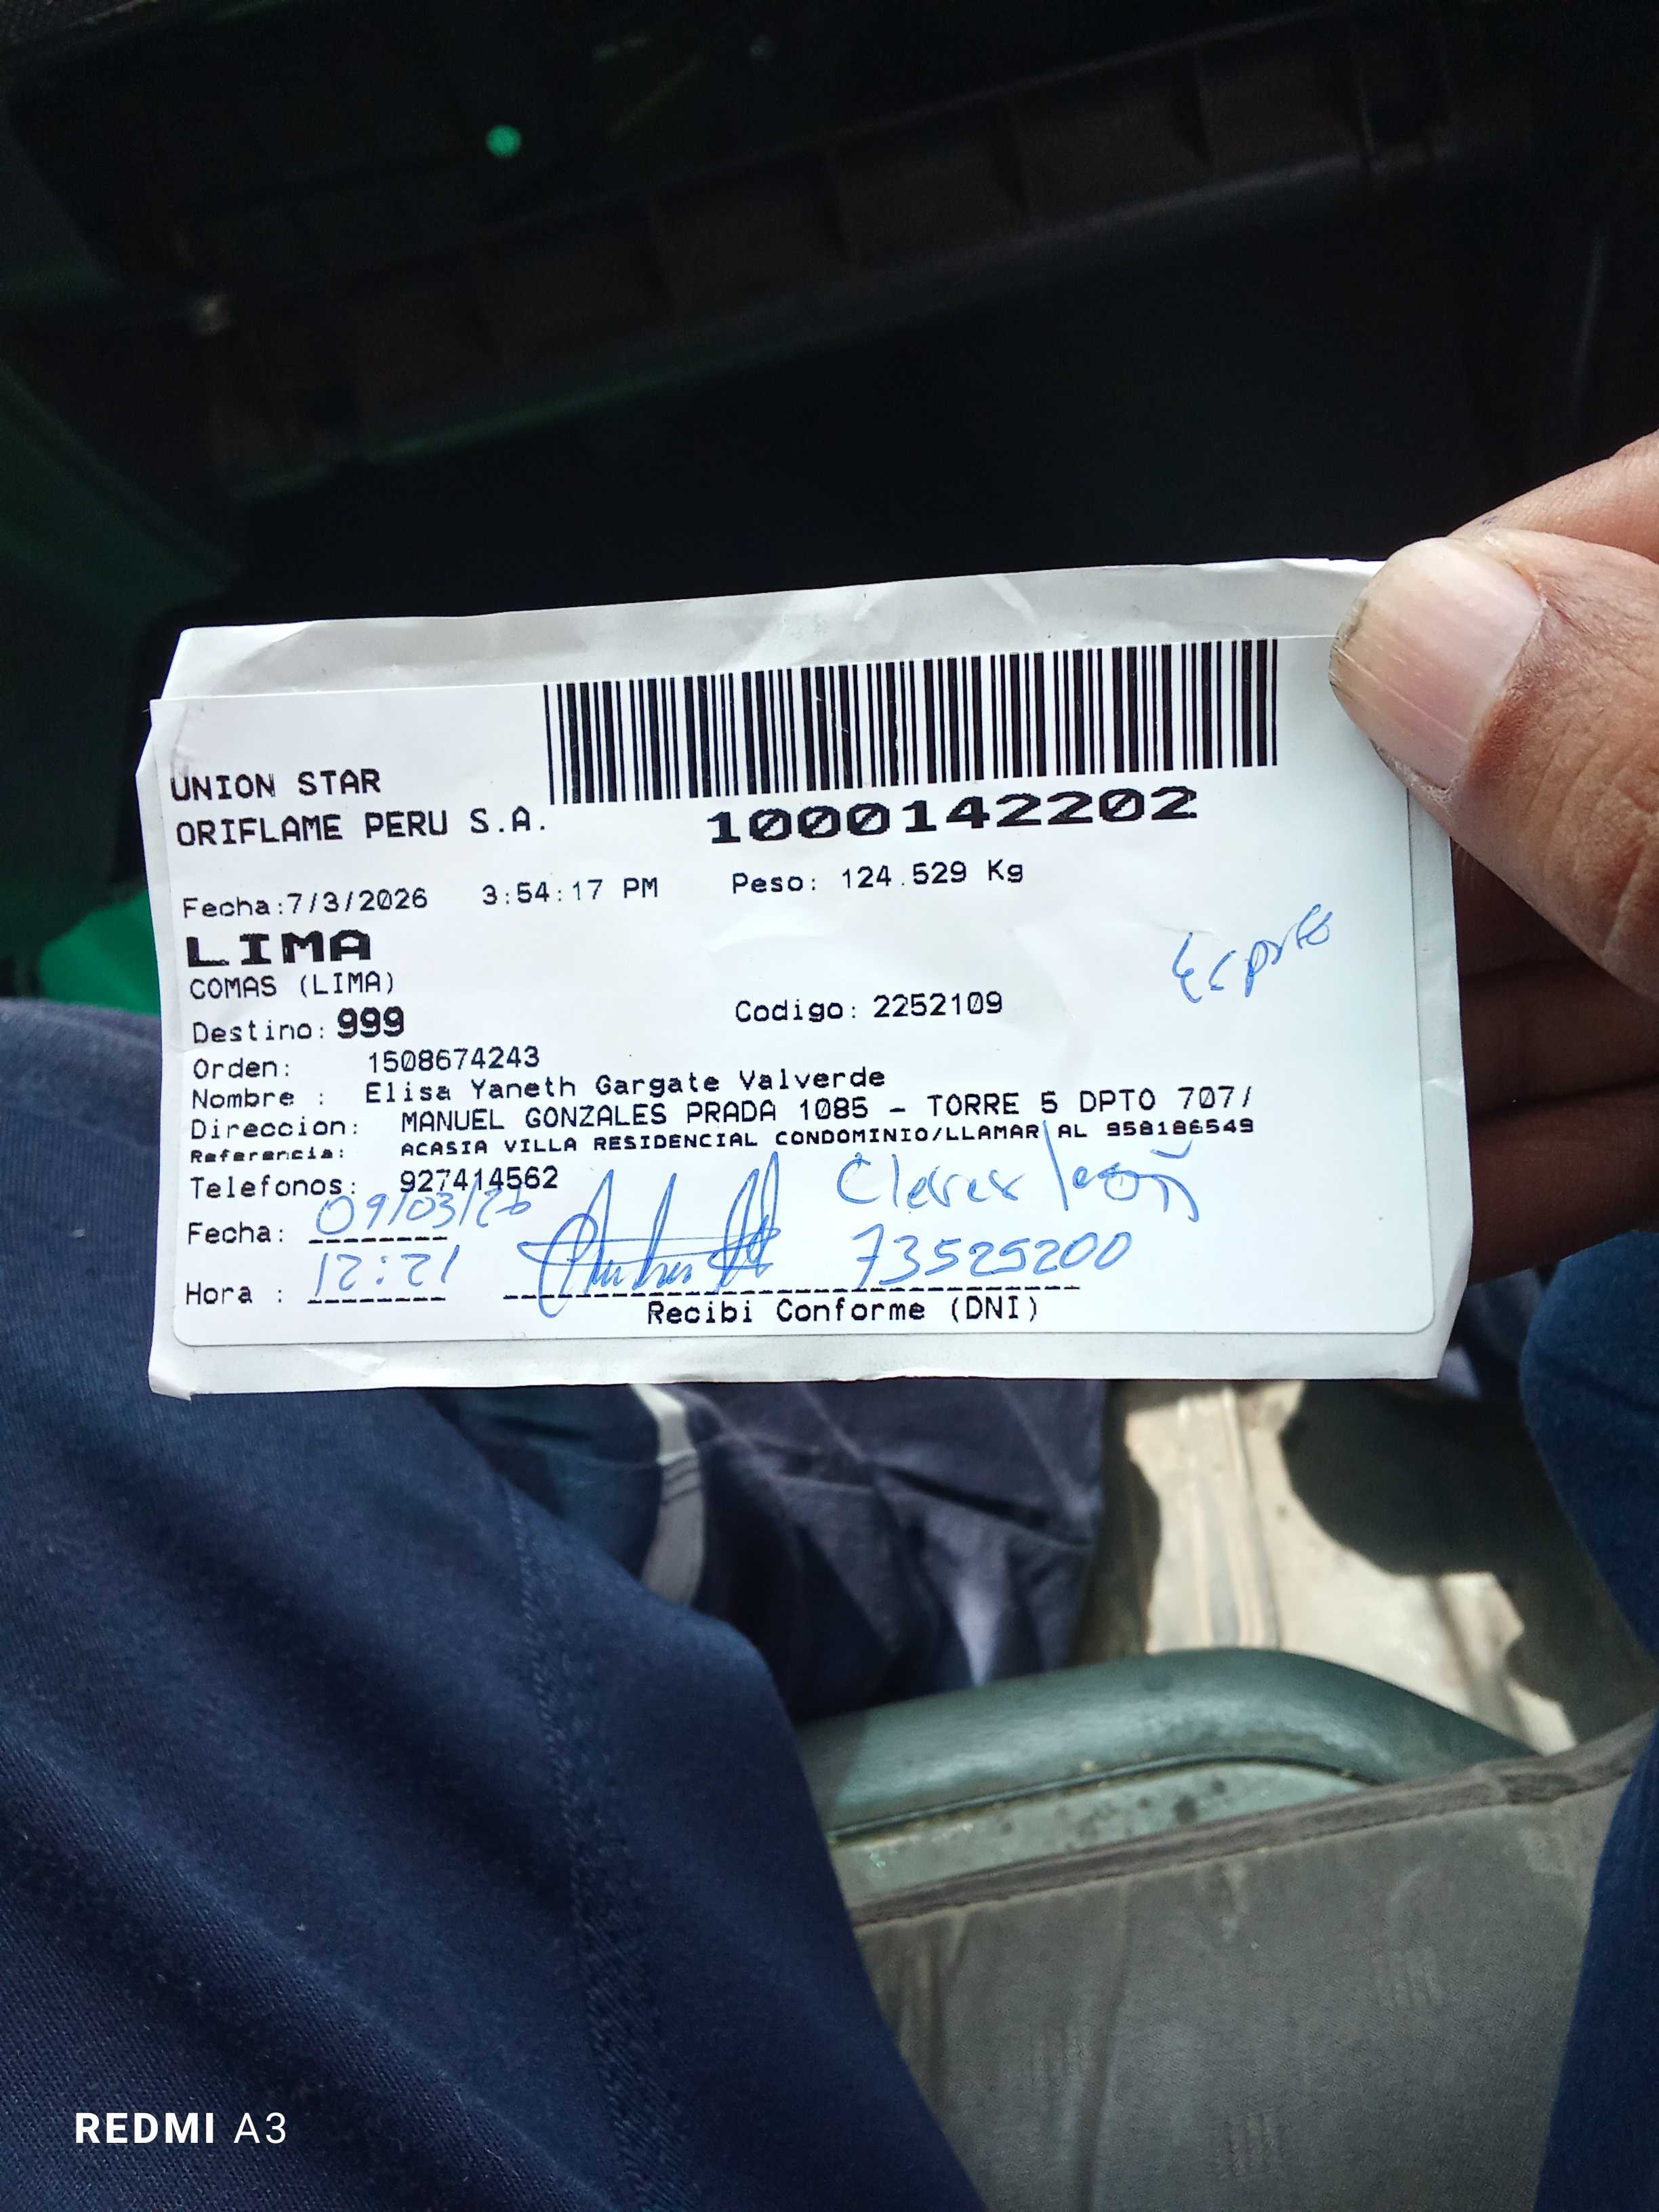 UNION STAR
ORIFLAME PERU S.A.
1000142202
Fecha:7/3/2026 3:54:17 PM Peso: 124.529 Kg
LIMA
COMAS (LIMA)
Destino: 999 Codigo: 2252109
Orden: 1508674243
Nombre : Elisa Yaneth Gargate Valverde
Direccion: MANUEL GONZALES PRADA 1085 - TORRE 5 DPTO 707/
Referencia: ACASIA VILLA RESIDENCIAL CONDOMINIO/LLAMAR AL 958186549
Telefonos: 927414562
Fecha: 09/03/26
Hora : 12:21 73525200
Recibi Conforme (DNI)
REDMI A3